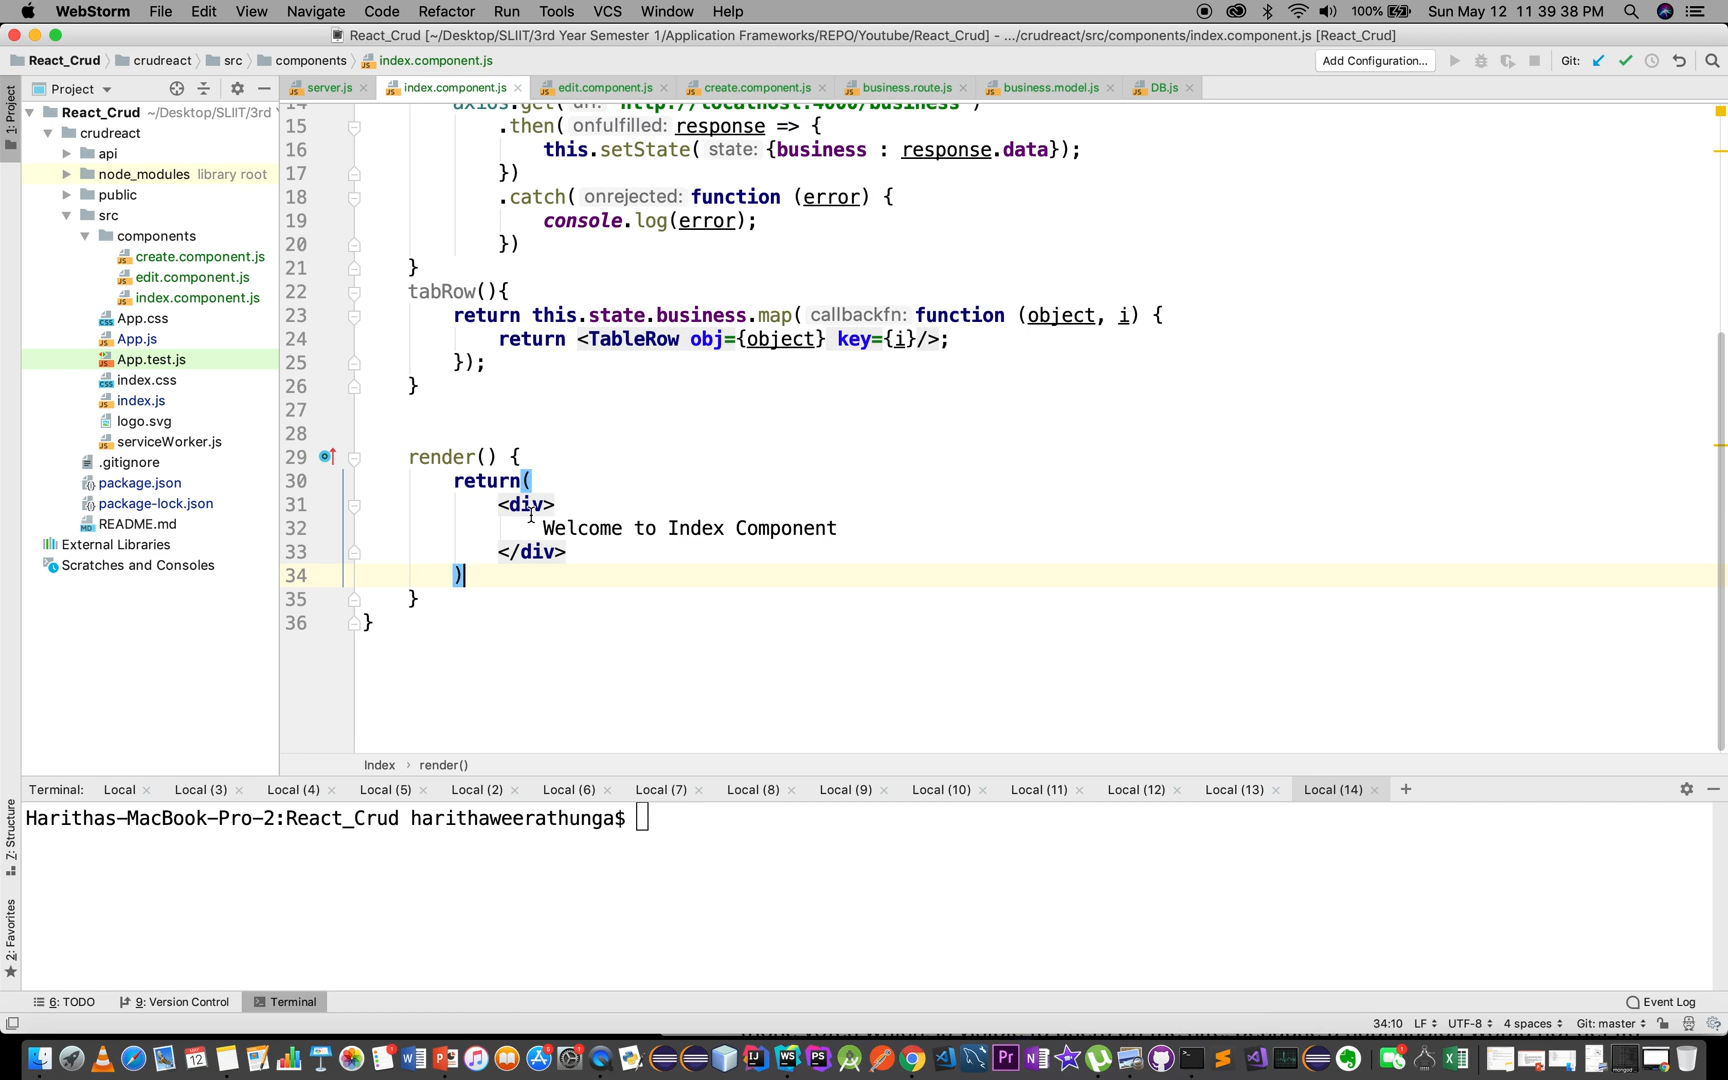 WebStorm File Edit View Navigate Code Refactor Run Tools VCS Window Help 100% Sun May 12 11 39 38 PM
React_Crud [~/Desktop/SLIIT/3rd Year Semester 1/Application Frameworks/REPO/Youtube/React_Crud] - .../crudreact/src/components/index.component.js [React_Crud]
React_Crud crudreact src components index.component.js Add Configuration... Git:
Project server.js index.component.js edit.component.js create.component.js business.route.js business.model.js DB.js
1: Project
React_Crud ~/Desktop/SLIIT/3rd
crudreact
api
node_modules library root
public
src
components
create.component.js
edit.component.js
index.component.js
App.css
App.js
App.test.js
index.css
index.js
logo.svg
serviceWorker.js
.gitignore
package.json
package-lock.json
README.md
External Libraries
Scratches and Consoles
14 axios.get( url: "http://localhost:4000/business")
15 .then( onfulfilled: response => {
16 this.setState( state: {business : response.data});
17 })
18 .catch( onrejected: function (error) {
19 console.log(error);
20 })
21 }
22 tabRow(){
23 return this.state.business.map( callbackfn: function (object, i) {
24 return <TableRow obj={object} key={i}/>;
25 });
26 }
27
28
29 render() {
30 return(
31 <div>
32 Welcome to Index Component
33 </div>
34 )
35 }
36 }
Index › render()
Terminal: Local Local (3) Local (4) Local (5) Local (2) Local (6) Local (7) Local (8) Local (9) Local (10) Local (11) Local (12) Local (13) Local (14) +
Harithas-MacBook-Pro-2:React_Crud harithaweerathunga$
Z: Structure
2: Favorites
6: TODO 9: Version Control Terminal Event Log
34:10 LF UTF-8 4 spaces Git: master